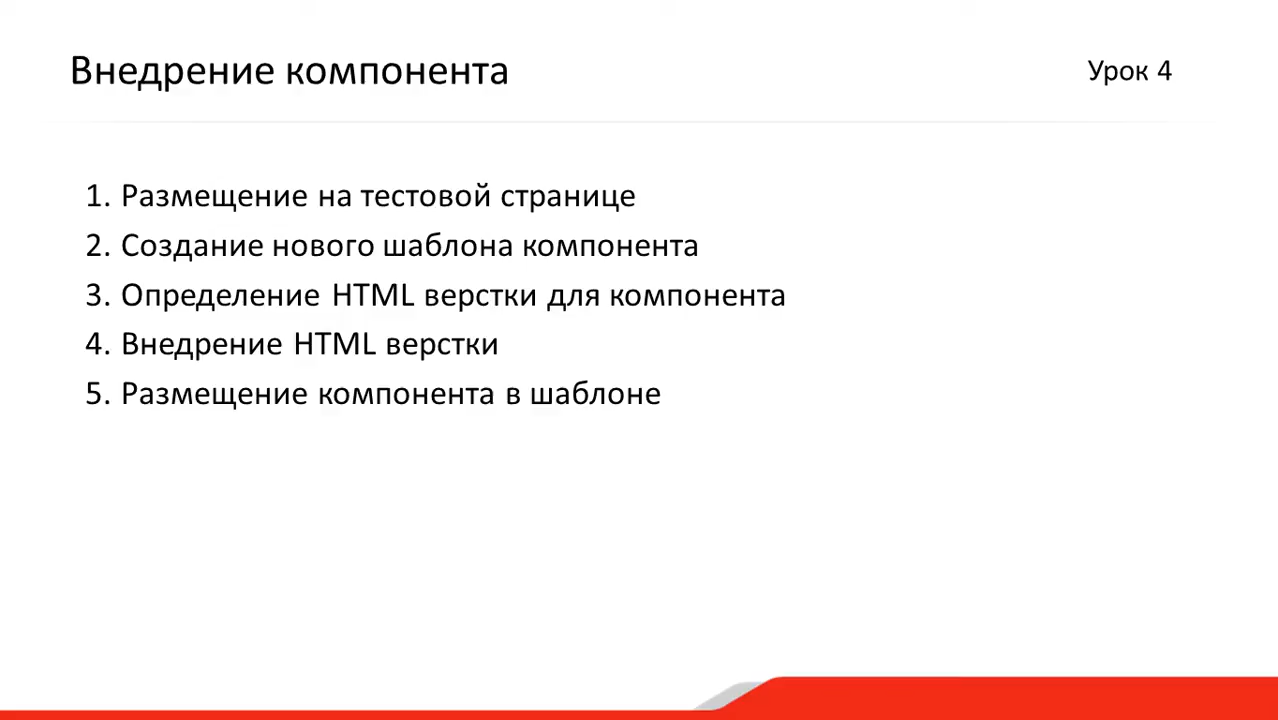 Внедрение компонента
Урок 4
1. Размещение на тестовой странице
2. Создание нового шаблона компонента
3. Определение HTML верстки для компонента
4. Внедрение HTML верстки
5. Размещение компонента в шаблоне